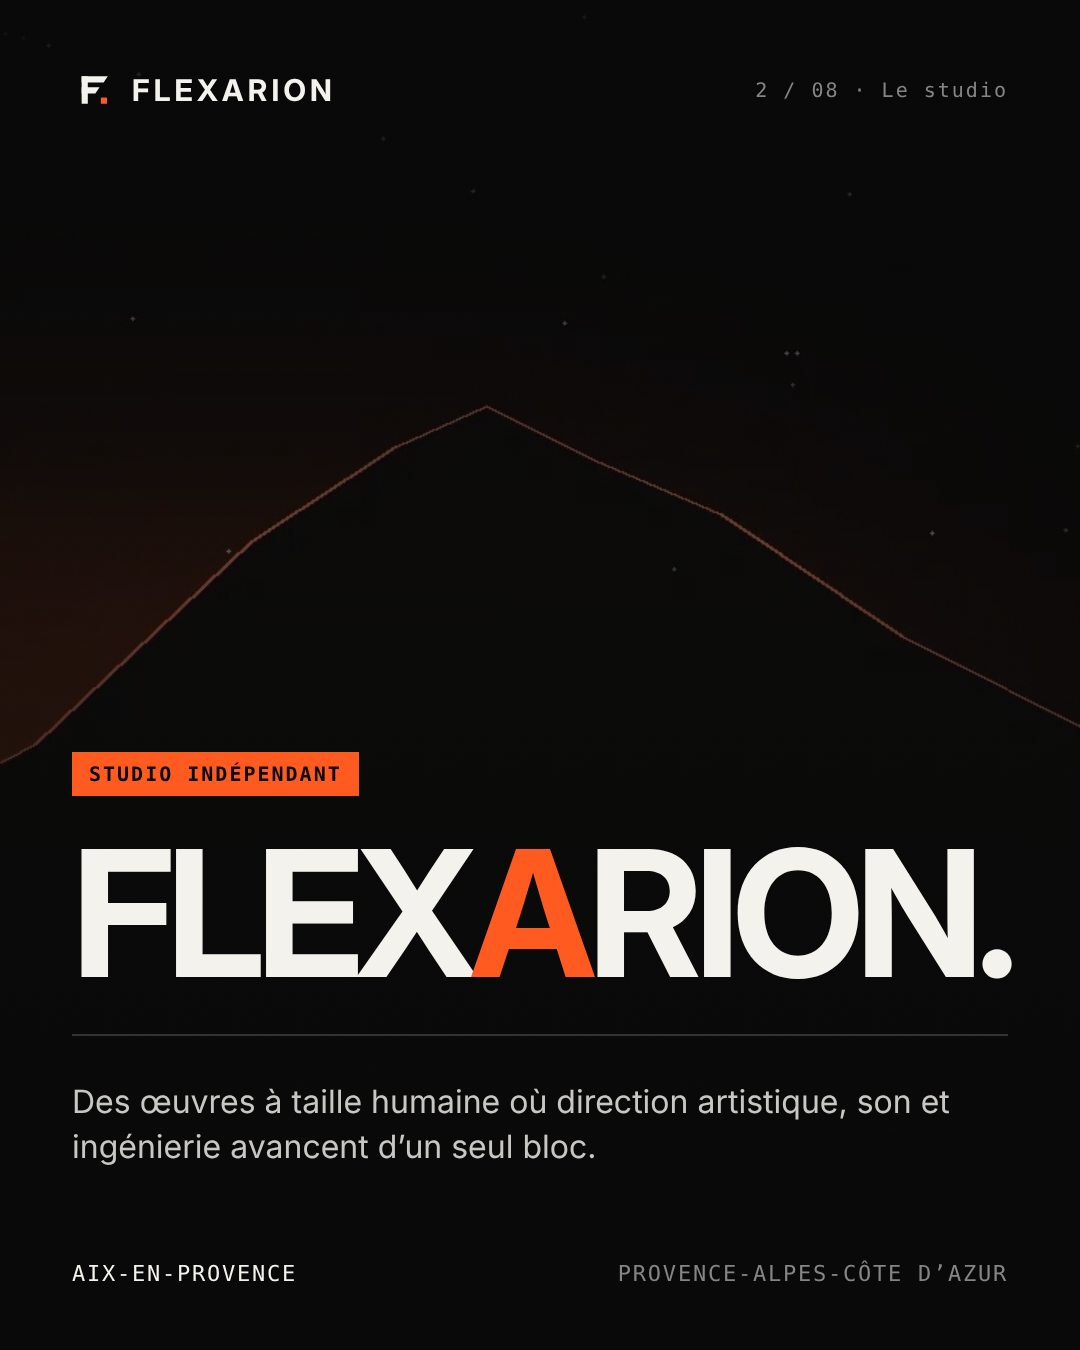 FLEXARION
2 / 08 · Le studio
STUDIO INDÉPENDANT
FLEXARION.
Des œuvres à taille humaine où direction artistique, son et
ingénierie avancent d’un seul bloc.
AIX-EN-PROVENCE
PROVENCE-ALPES-CÔTE D’AZUR